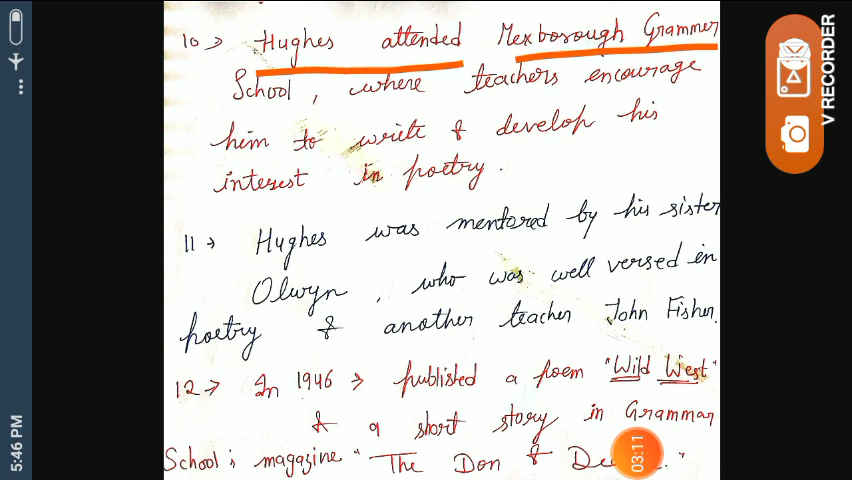 10→ Hughes attended Mexborough Grammer
School, where teachers encourage
him to write & develop his
interest in poetry.
11→ Hughes was mentored by his sister
Olwyn, who was well versed in
poetry & another teacher John Fisher.
12→ In 1946 → published a poem "Wild West"
& a short story in Grammar
School's magazine "The Don &
V RECORDER
5:46 PM
03:11